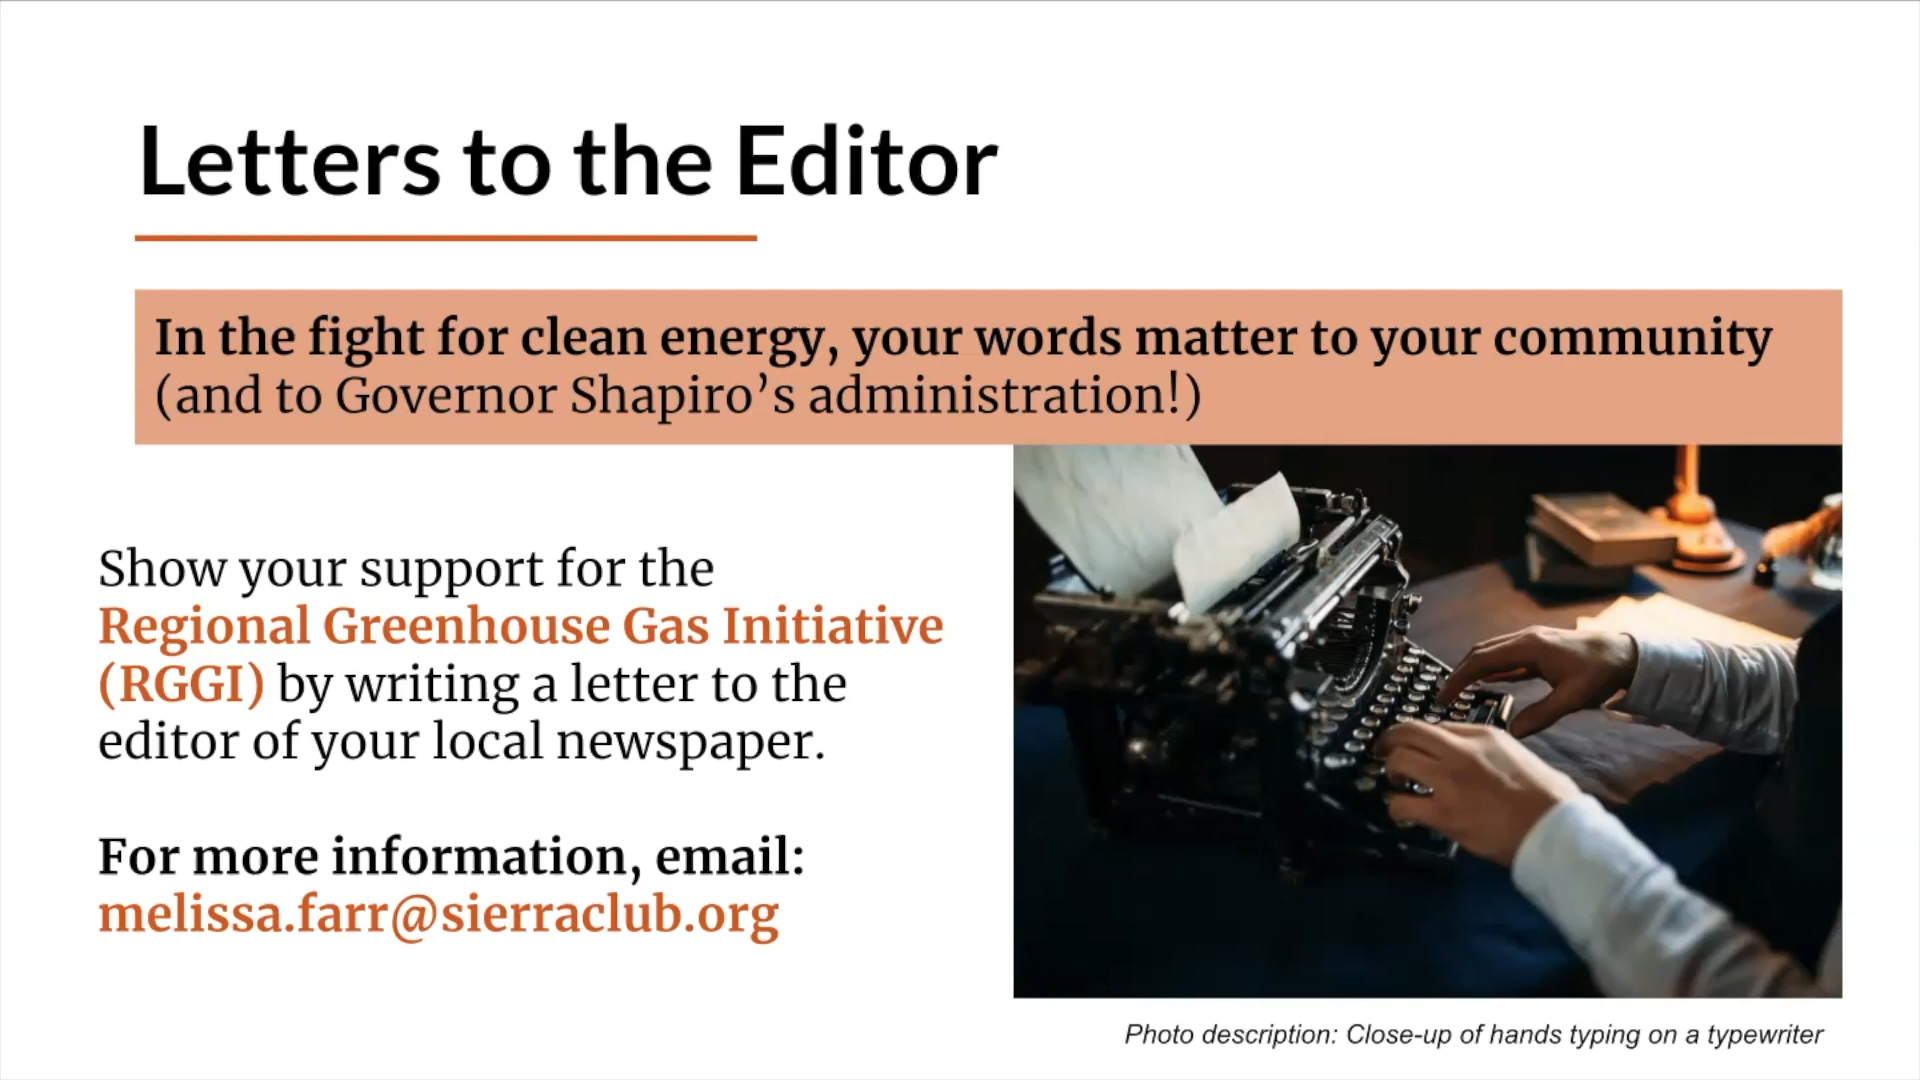 Letters to the Editor
In the fight for clean energy, your words matter to your community
(and to Governor Shapiro’s administration!)
Show your support for the
Regional Greenhouse Gas Initiative
(RGGI) by writing a letter to the
editor of your local newspaper.
For more information, email:
melissa.farr@sierraclub.org
Photo description: Close-up of hands typing on a typewriter